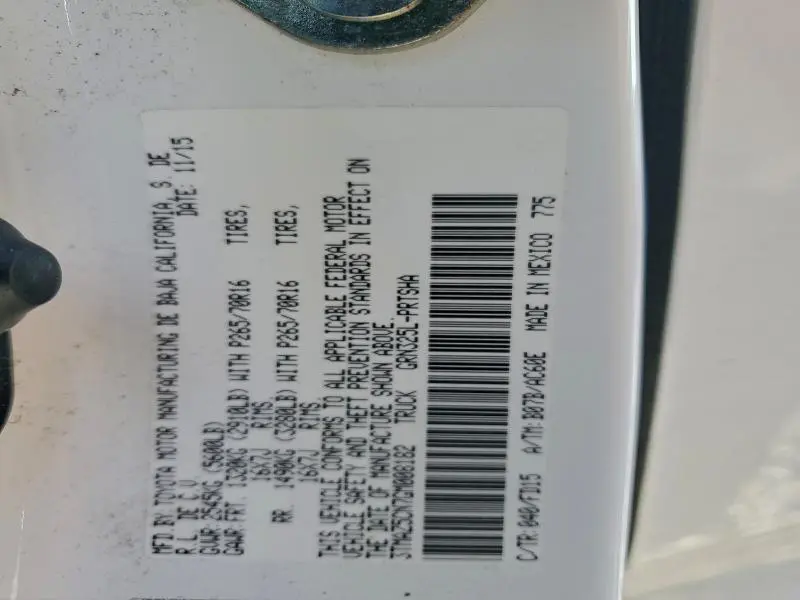 MFD.BY TOYOTA MOTOR MANUFACTURING DE BAJA CALIFORNIA, S. DE
R.L. DE C.V. DATE: 11/15
GVWR: 2545KG (5600LB)
GAWR: FRT. 1320KG (2910LB) WITH P265/70R16 TIRES,
16X7J RIMS,
RR. 1490KG (3280LB) WITH P265/70R16 TIRES,
16X7J RIMS.
THIS VEHICLE CONFORMS TO ALL APPLICABLE FEDERAL MOTOR
VEHICLE SAFETY AND THEFT PREVENTION STANDARDS IN EFFECT ON
THE DATE OF MANUFACTURE SHOWN ABOVE.
TRUCK GRN325L-PRTSHA
C/TR: 040/FD15 A/TM: B07B/AC60E MADE IN MEXICO 775